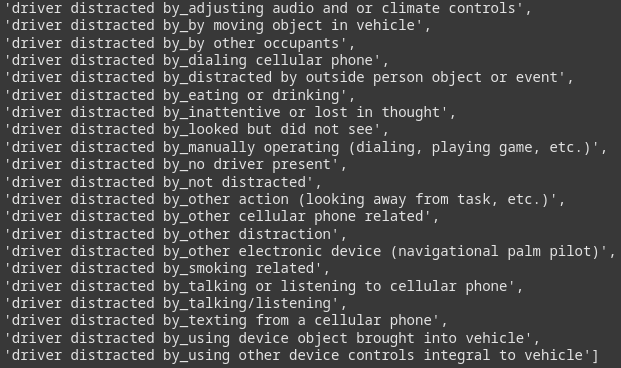 'driver distracted by_adjusting audio and or climate controls',
'driver distracted by_by moving object in vehicle',
'driver distracted by_by other occupants',
'driver distracted by_dialing cellular phone',
'driver distracted by_distracted by outside person object or event',
'driver distracted by_eating or drinking',
'driver distracted by_inattentive or lost in thought',
'driver distracted by_looked but did not see',
'driver distracted by_manually operating (dialing, playing game, etc.)',
'driver distracted by_no driver present',
'driver distracted by_not distracted',
'driver distracted by_other action (looking away from task, etc.)',
'driver distracted by_other cellular phone related',
'driver distracted by_other distraction',
'driver distracted by_other electronic device (navigational palm pilot)',
'driver distracted by_smoking related',
'driver distracted by_talking or listening to cellular phone',
'driver distracted by_talking/listening',
'driver distracted by_texting from a cellular phone',
'driver distracted by_using device object brought into vehicle',
'driver distracted by_using other device controls integral to vehicle']